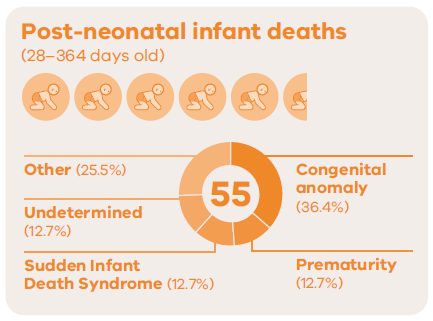 Post-neonatal infant deaths
(28–364 days old)
Other (25.5%)
Undetermined
(12.7%)
Sudden Infant
Death Syndrome (12.7%)
55
Congenital
anomaly
(36.4%)
Prematurity
(12.7%)